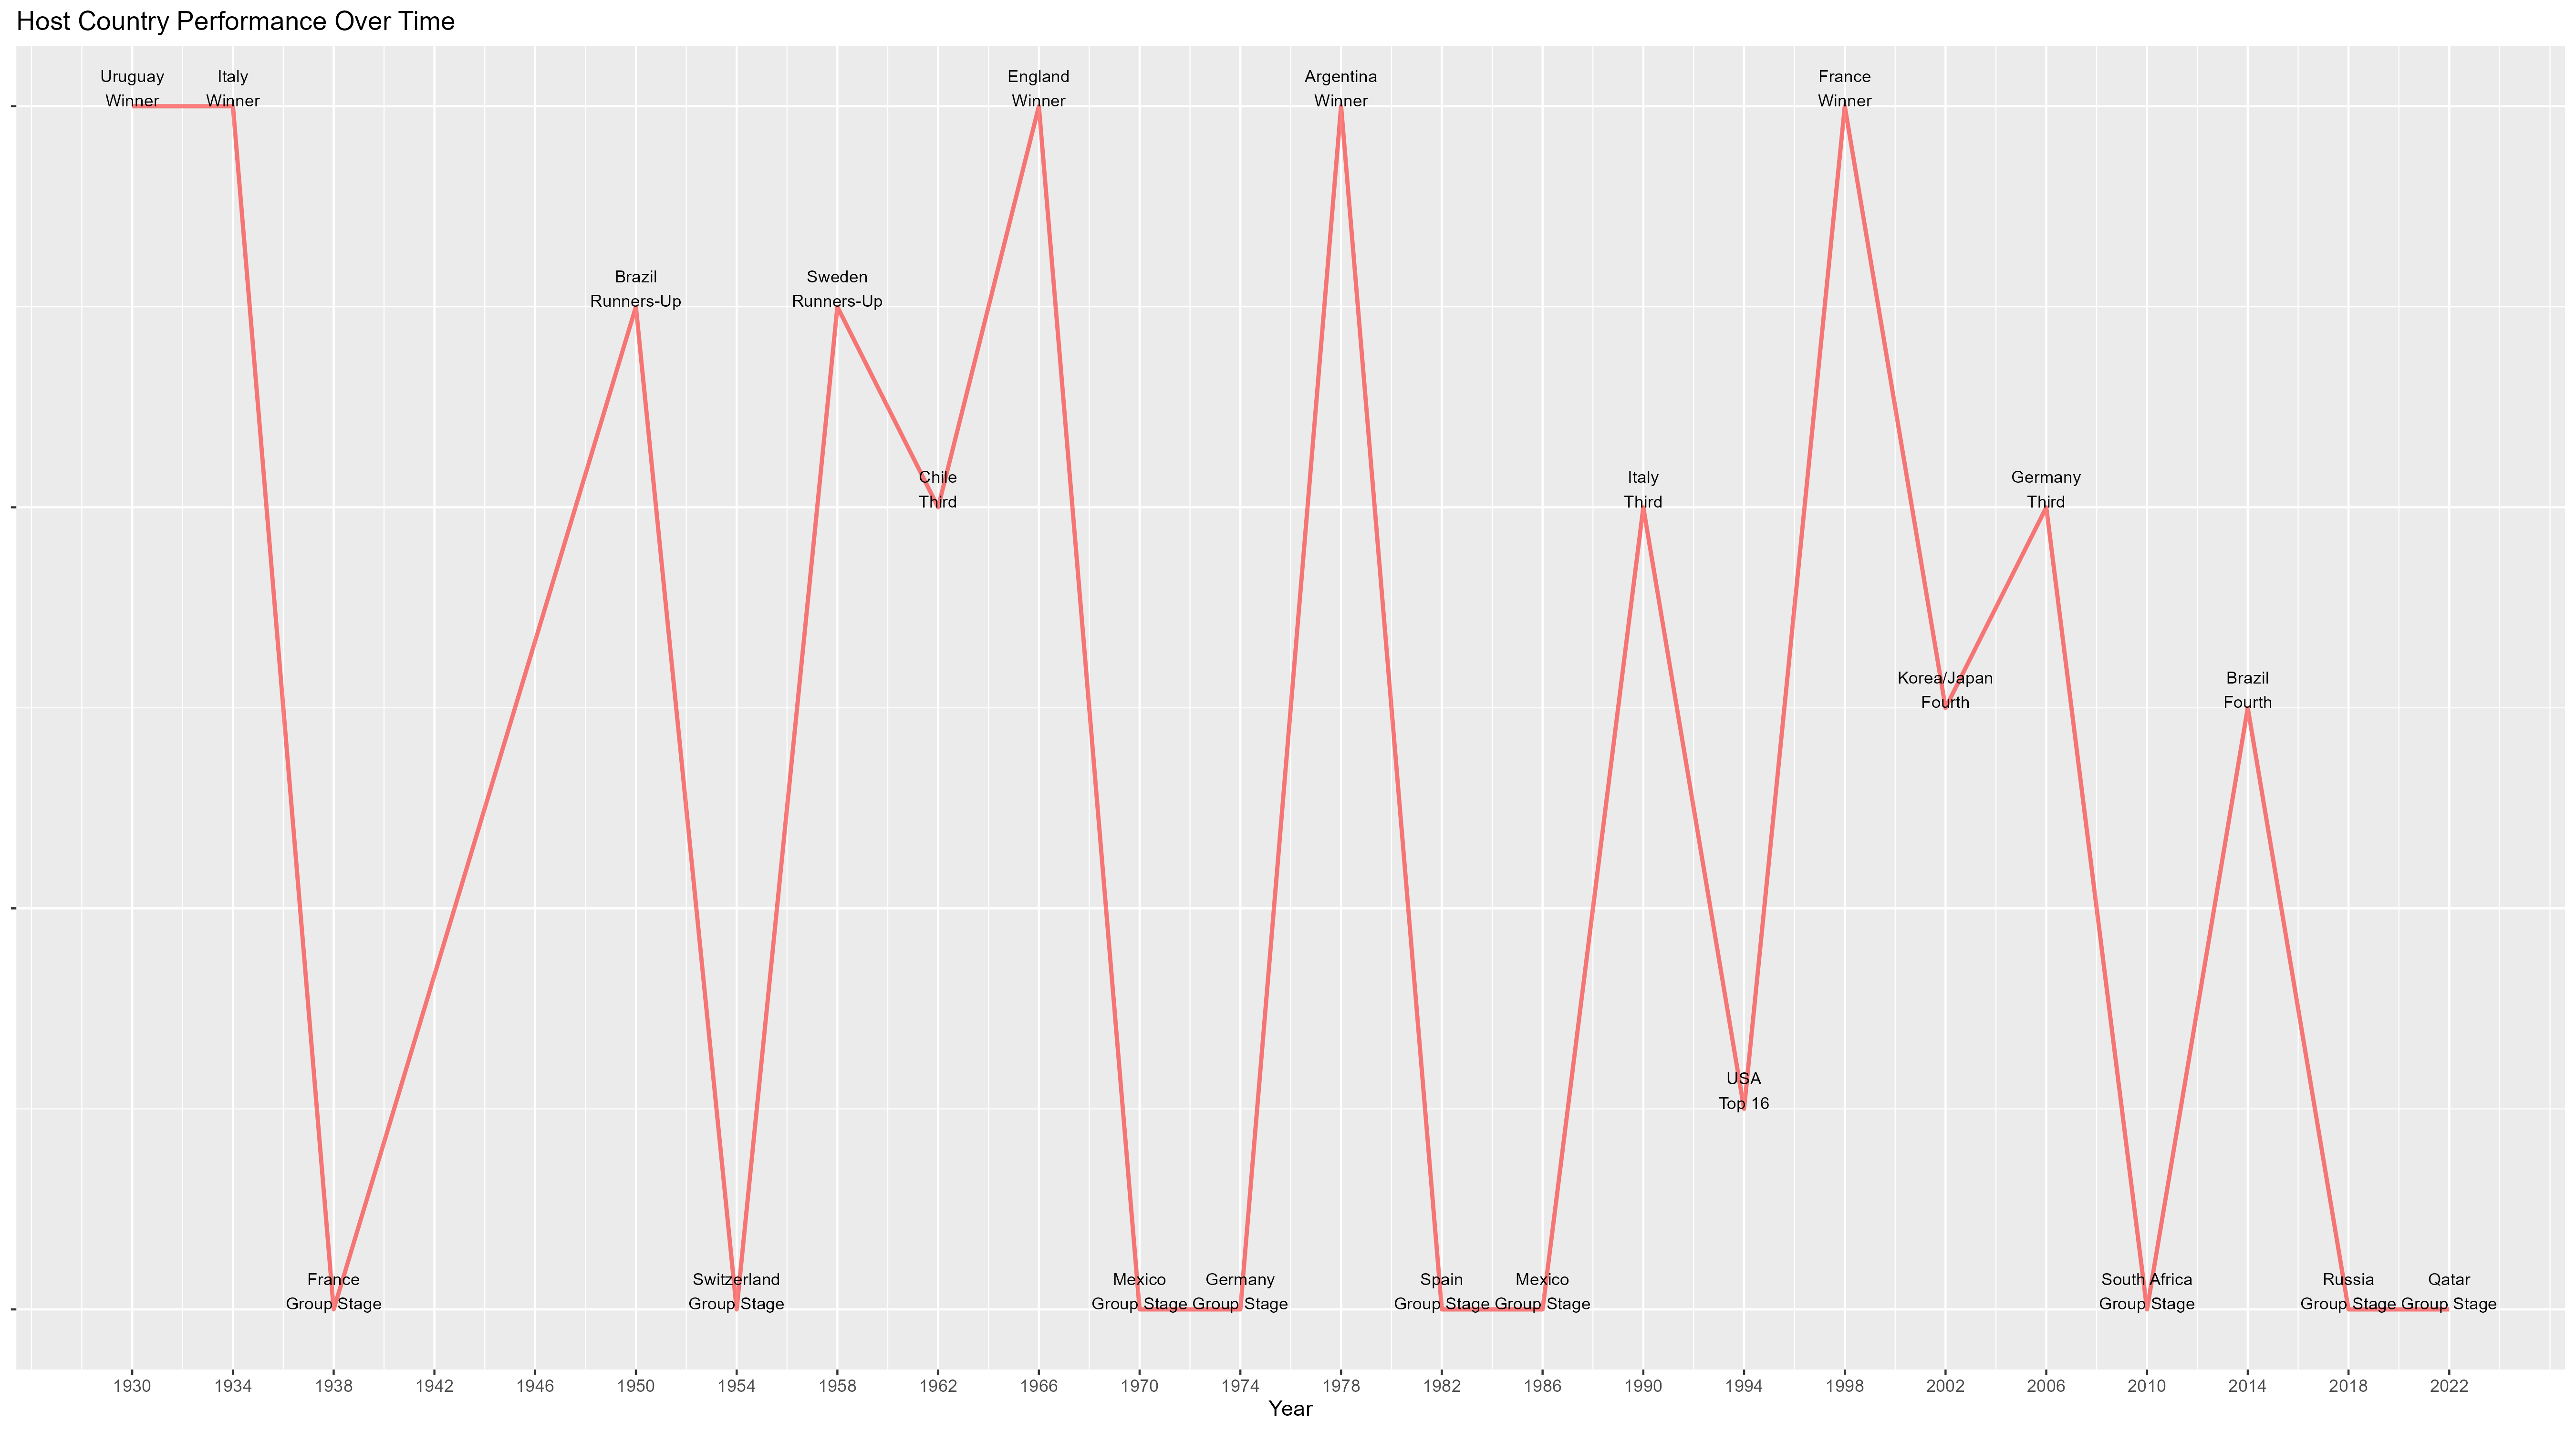 Host Country Performance Over Time
Uruguay
Winner
Italy
Winner
England
Winner
Argentina
Winner
France
Winner
Brazil
Runners-Up
Sweden
Runners-Up
Chile
Third
Italy
Third
Germany
Third
Korea/Japan
Fourth
Brazil
Fourth
USA
Top 16
France
Group Stage
Switzerland
Group Stage
Mexico
Group Stage
Germany
Group Stage
Spain
Group Stage
Mexico
Group Stage
South Africa
Group Stage
Russia
Group Stage
Qatar
Group Stage
1930 1934 1938 1942 1946 1950 1954 1958 1962 1966 1970 1974 1978 1982 1986 1990 1994 1998 2002 2006 2010 2014 2018 2022
Year